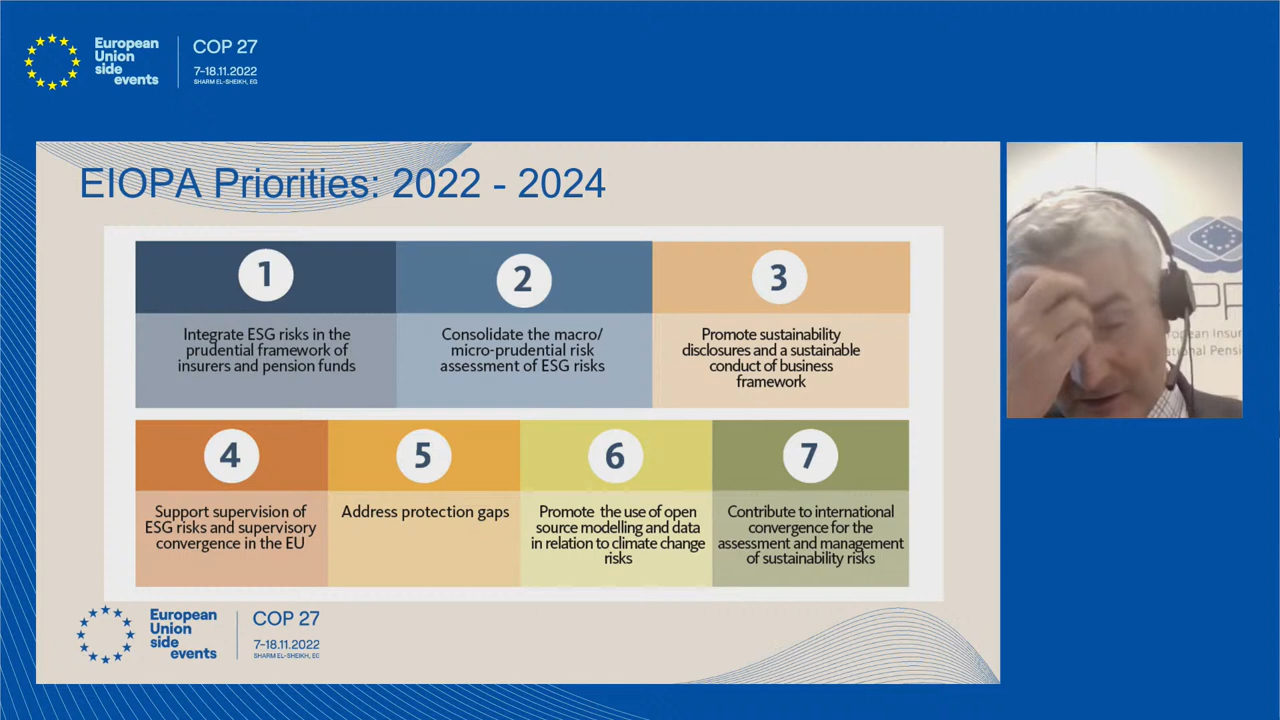 European
Union
side
events
COP 27
7-18.11.2022
SHARM EL-SHEIKH, EG
EIOPA Priorities: 2022 - 2024
1
Integrate ESG risks in the
prudential framework of
insurers and pension funds
2
Consolidate the macro/
micro-prudential risk
assessment of ESG risks
3
Promote sustainability
disclosures and a sustainable
conduct of business
framework
4
Support supervision of
ESG risks and supervisory
convergence in the EU
5
Address protection gaps
6
Promote the use of open
source modelling and data
in relation to climate change
risks
7
Contribute to international
convergence for the
assessment and management
of sustainability risks
European
Union
side
events
COP 27
7-18.11.2022
SHARM EL-SHEIKH, EG
Insur
Pensi